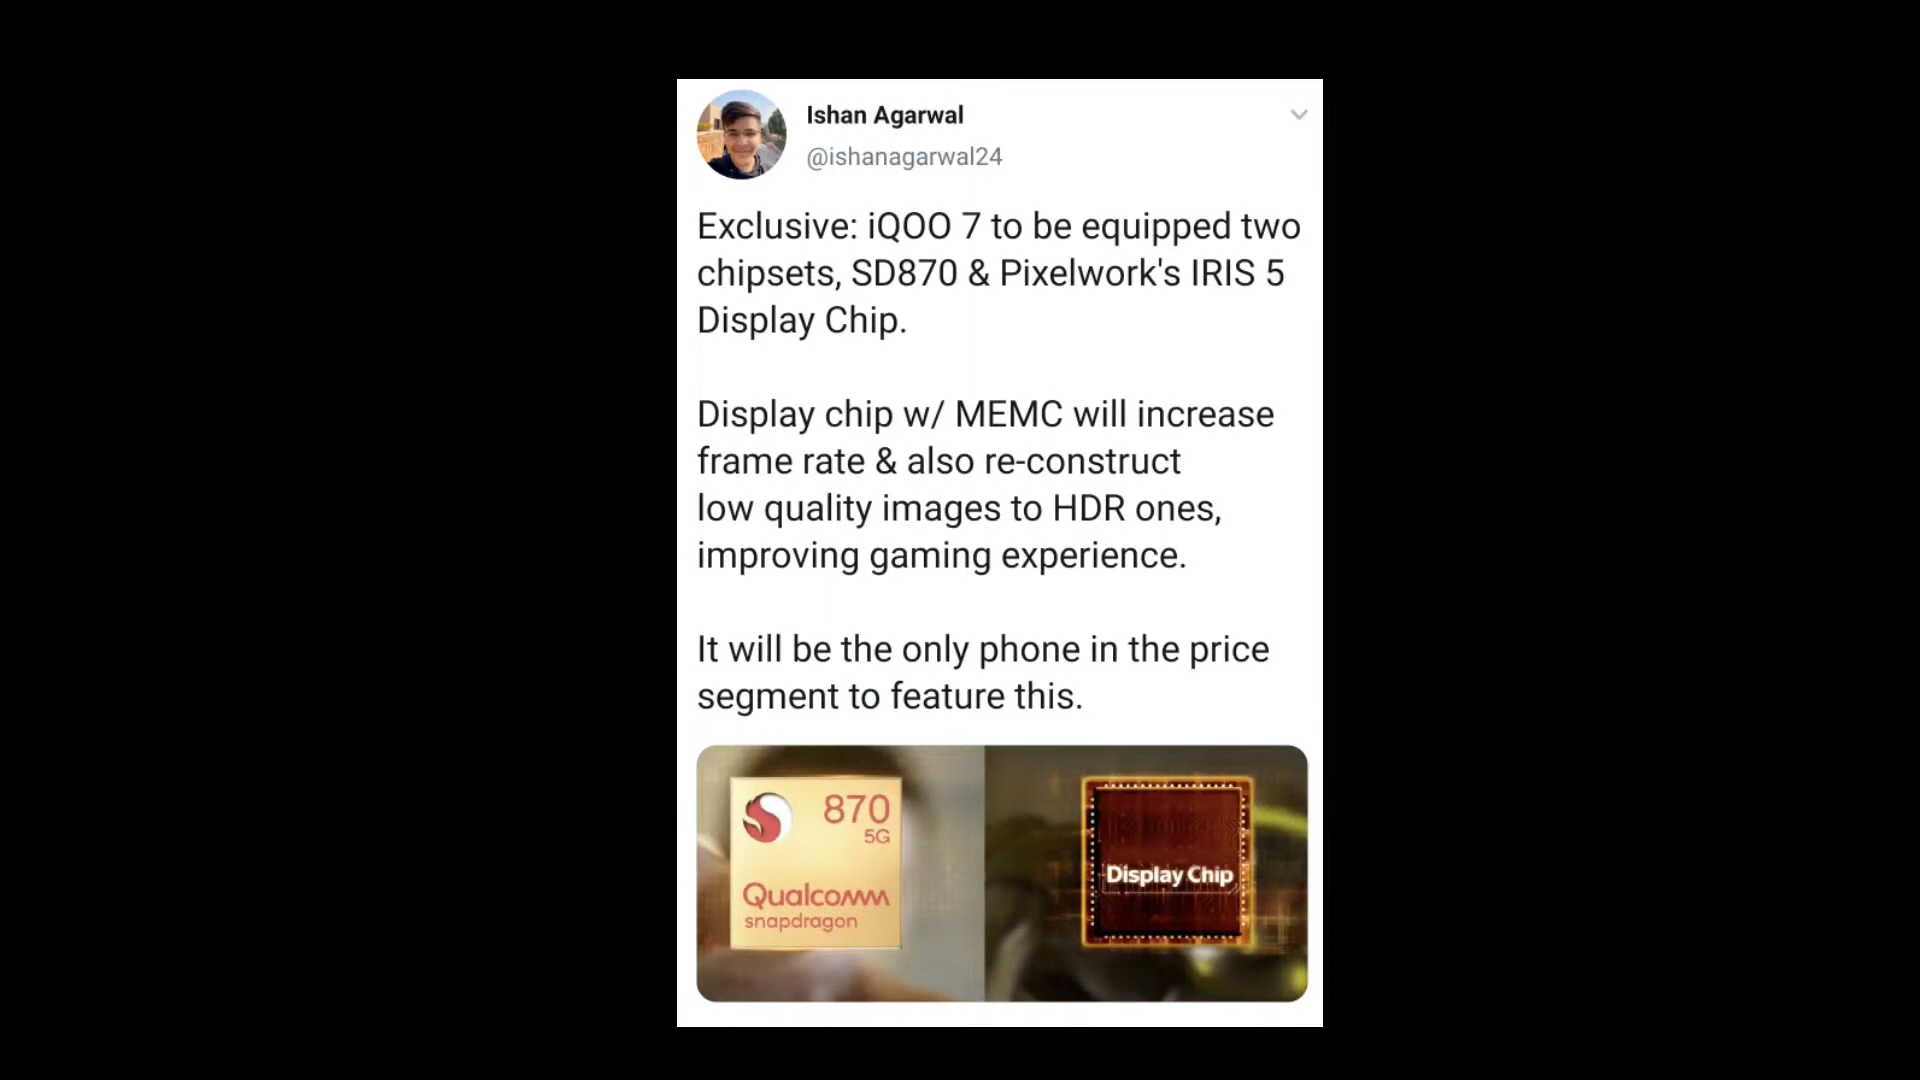 Ishan Agarwal
@ishanagarwal24
Exclusive: iQOO 7 to be equipped two
chipsets, SD870 & Pixelwork's IRIS 5
Display Chip.
Display chip w/ MEMC will increase
frame rate & also re-construct
low quality images to HDR ones,
improving gaming experience.
It will be the only phone in the price
segment to feature this.
870
5G
Qualcomm
snapdragon
Display Chip